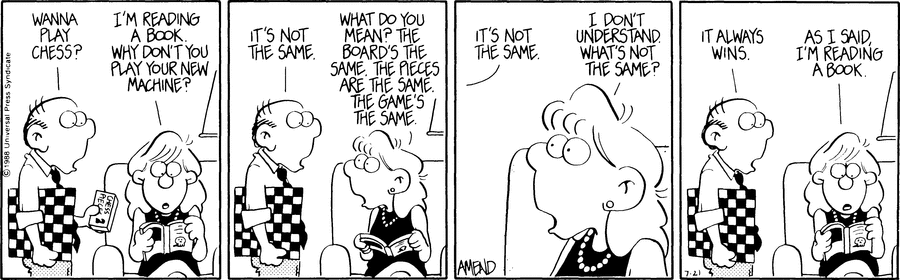 WANNA
PLAY
CHESS?
I'M READING
A BOOK.
WHY DON'T YOU
PLAY YOUR NEW
MACHINE?
© 1988 Universal Press Syndicate
CHESS
PIECES
IT'S NOT
THE SAME.
WHAT DO YOU
MEAN? THE
BOARD'S THE
SAME. THE PIECES
ARE THE SAME.
THE GAME'S
THE SAME.
IT'S NOT
THE SAME.
I DON'T
UNDERSTAND.
WHAT'S NOT
THE SAME?
AMEND
IT ALWAYS
WINS.
AS I SAID,
I'M READING
A BOOK.
7-21